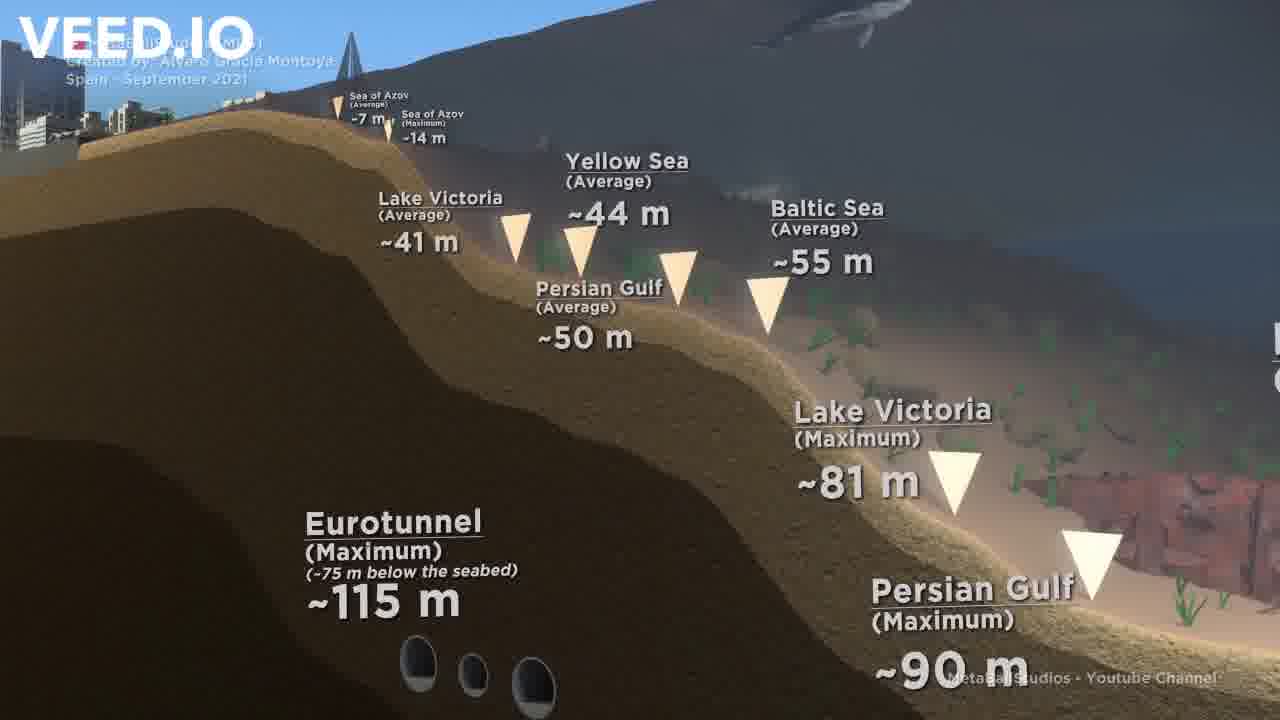 VEED.IO
Created by: Alvaro Gracia Montoya
Spain - September 2021
Sea of Azov
(Average)
~7 m
Sea of Azov
(Maximum)
~14 m
Yellow Sea
(Average)
~44 m
Lake Victoria
(Average)
~41 m
Baltic Sea
(Average)
~55 m
Persian Gulf
(Average)
~50 m
Lake Victoria
(Maximum)
~81 m
Eurotunnel
(Maximum)
(~75 m below the seabed)
~115 m
Persian Gulf
(Maximum)
~90 m
MetaBallStudios - Youtube Channel